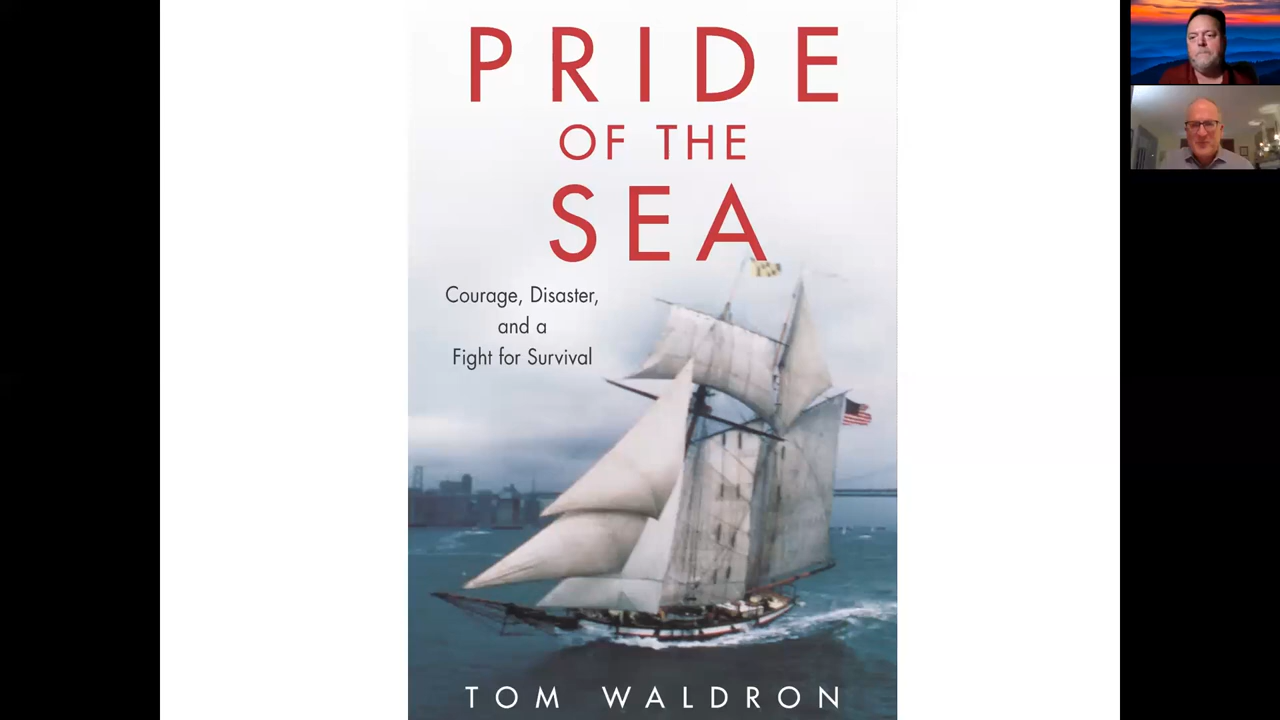 PRIDE
OF THE
SEA
Courage, Disaster,
and a
Fight for Survival
TOM WALDRON